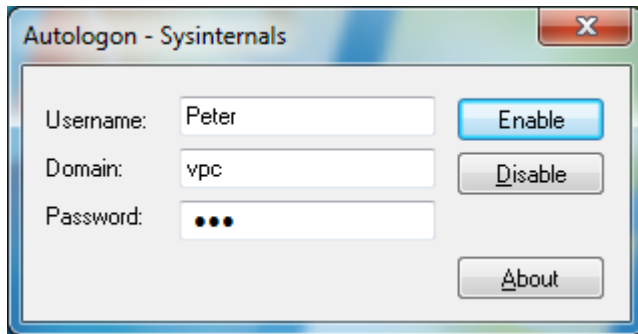 Autologon - Sysinternals
Username: Peter Enable
Domain: vpc Disable
Password: ●●●
About